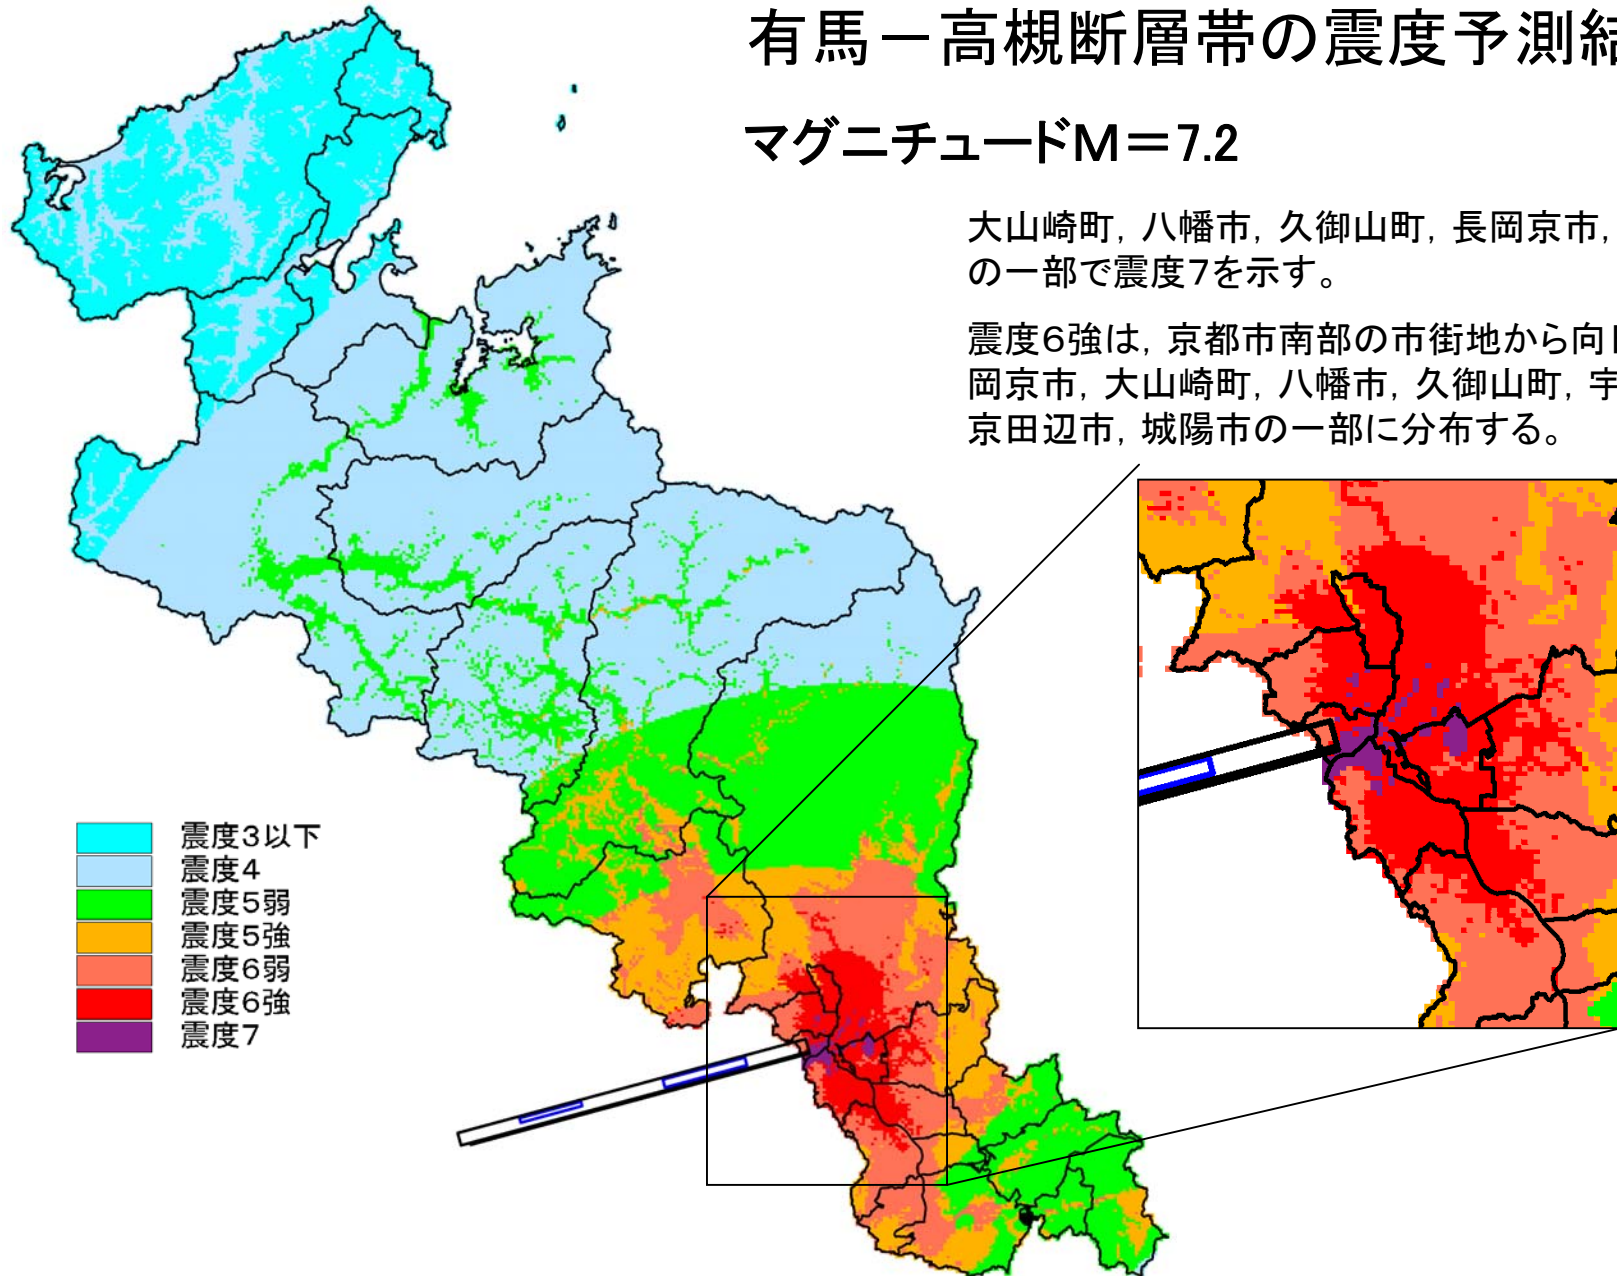 有馬－高槻断層帯の震度予測結
マグニチュードM＝7.2
大山崎町，八幡市，久御山町，長岡京市，
の一部で震度7を示す。
震度6強は，京都市南部の市街地から向日
岡京市，大山崎町，八幡市，久御山町，宇
京田辺市，城陽市の一部に分布する。
震度3以下
震度4
震度5弱
震度5強
震度6弱
震度6強
震度7